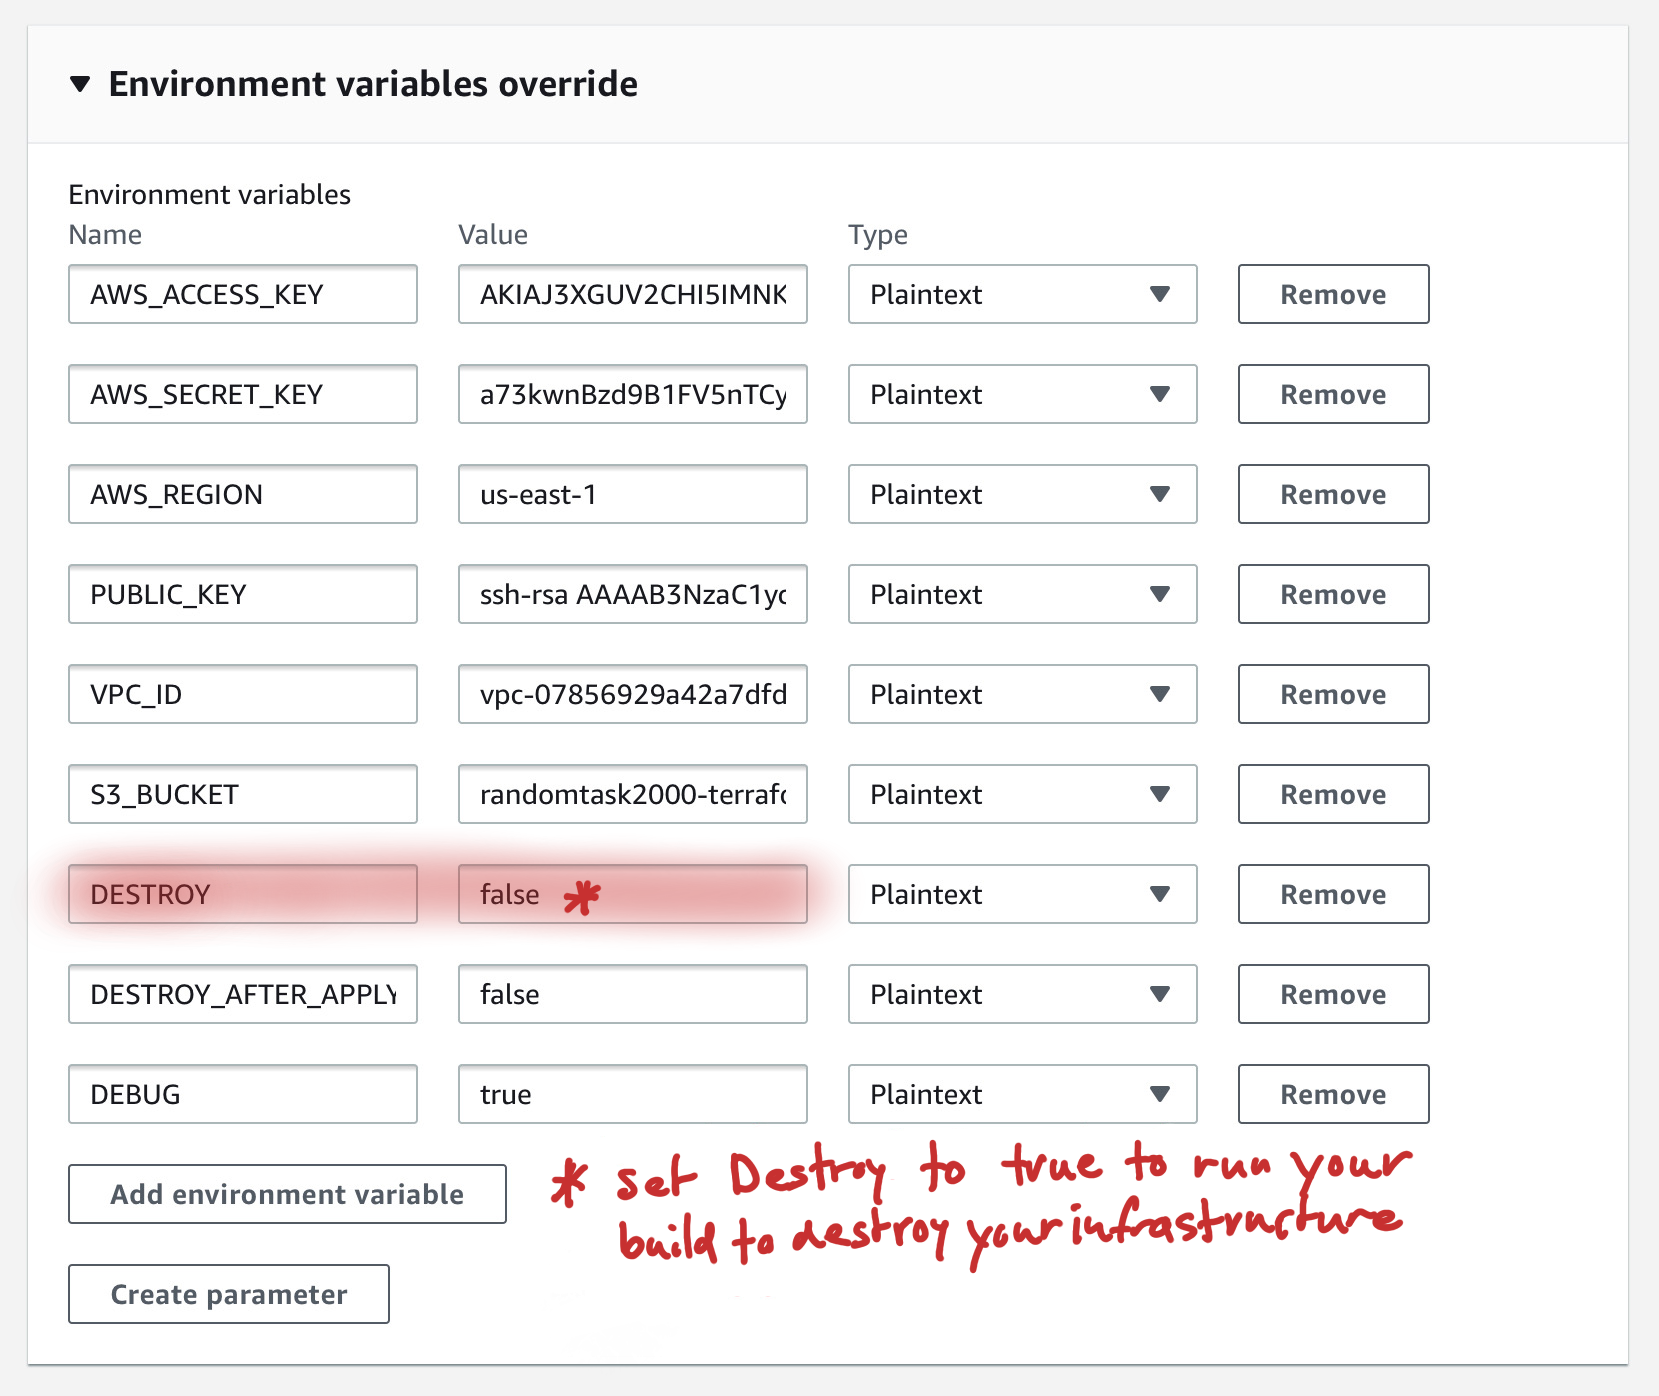 Environment variables override
Environment variables
Name Value Type
AWS_ACCESS_KEY AKIAJ3XGUV2CHI5IMNK Plaintext Remove
AWS_SECRET_KEY a73kwnBzd9B1FV5nTCy Plaintext Remove
AWS_REGION us-east-1 Plaintext Remove
PUBLIC_KEY ssh-rsa AAAAB3NzaC1yc Plaintext Remove
VPC_ID vpc-07856929a42a7dfd Plaintext Remove
S3_BUCKET randomtask2000-terrafo Plaintext Remove
DESTROY false * Plaintext Remove
DESTROY_AFTER_APPLY false Plaintext Remove
DEBUG true Plaintext Remove
Add environment variable
* set Destroy to true to run your
build to destroy your infrastructure
Create parameter